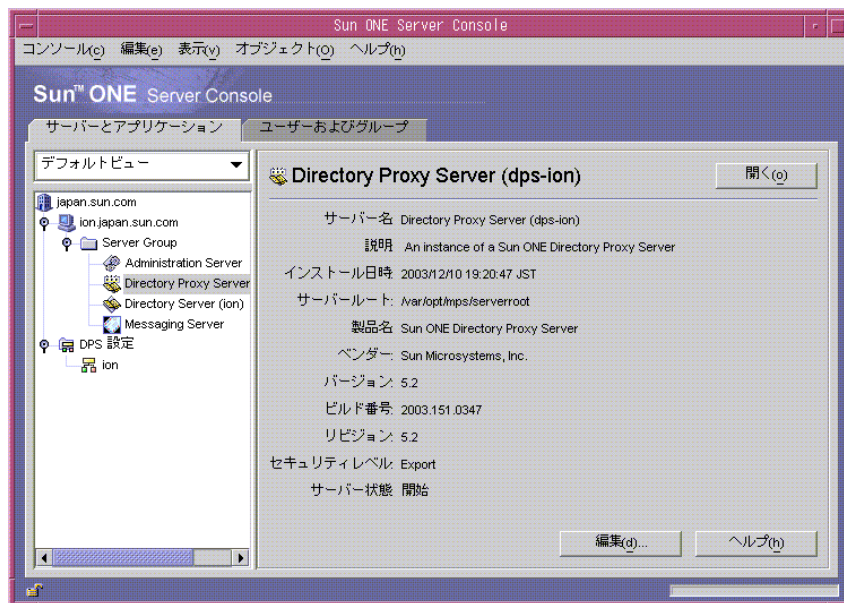 Sun ONE Server Console
コンソール(c) 編集(e) 表示(v) オブジェクト(O) ヘルプ(h)
Sun™ ONE Server Console
サーバーとアプリケーション ユーザーおよびグループ
デフォルトビュー
japan.sun.com
ion.japan.sun.com
Server Group
Administration Server
Directory Proxy Server
Directory Server (ion)
Messaging Server
DPS 設定
ion
Directory Proxy Server (dps-ion) 開く(o)
サーバー名: Directory Proxy Server (dps-ion)
説明: An instance of a Sun ONE Directory Proxy Server
インストール日時: 2003/12/10 19:20:47 JST
サーバールート: /var/opt/mps/serverroot
製品名: Sun ONE Directory Proxy Server
ベンダー: Sun Microsystems, Inc.
バージョン: 5.2
ビルド番号: 2003.151.0347
リビジョン: 5.2
セキュリティレベル: Export
サーバー状態: 開始
編集(d)... ヘルプ(h)